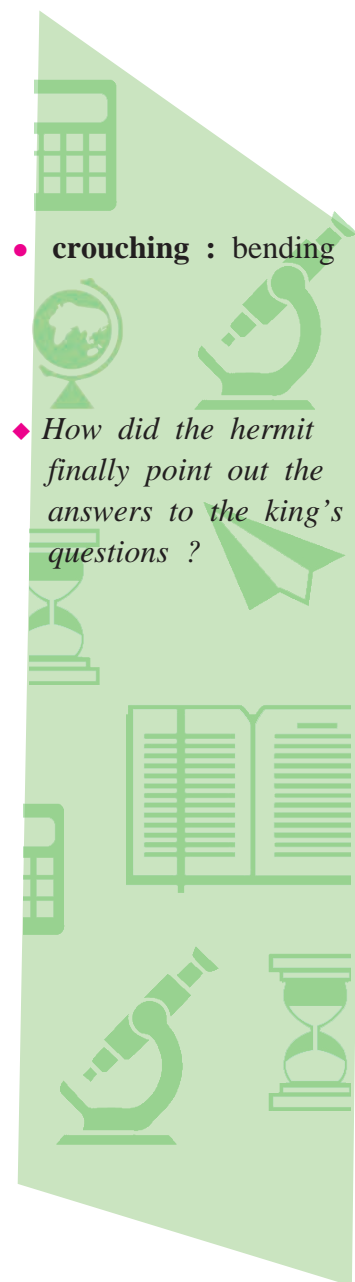 • crouching : bending
◆ How did the hermit
finally point out the
answers to the king's
questions ?